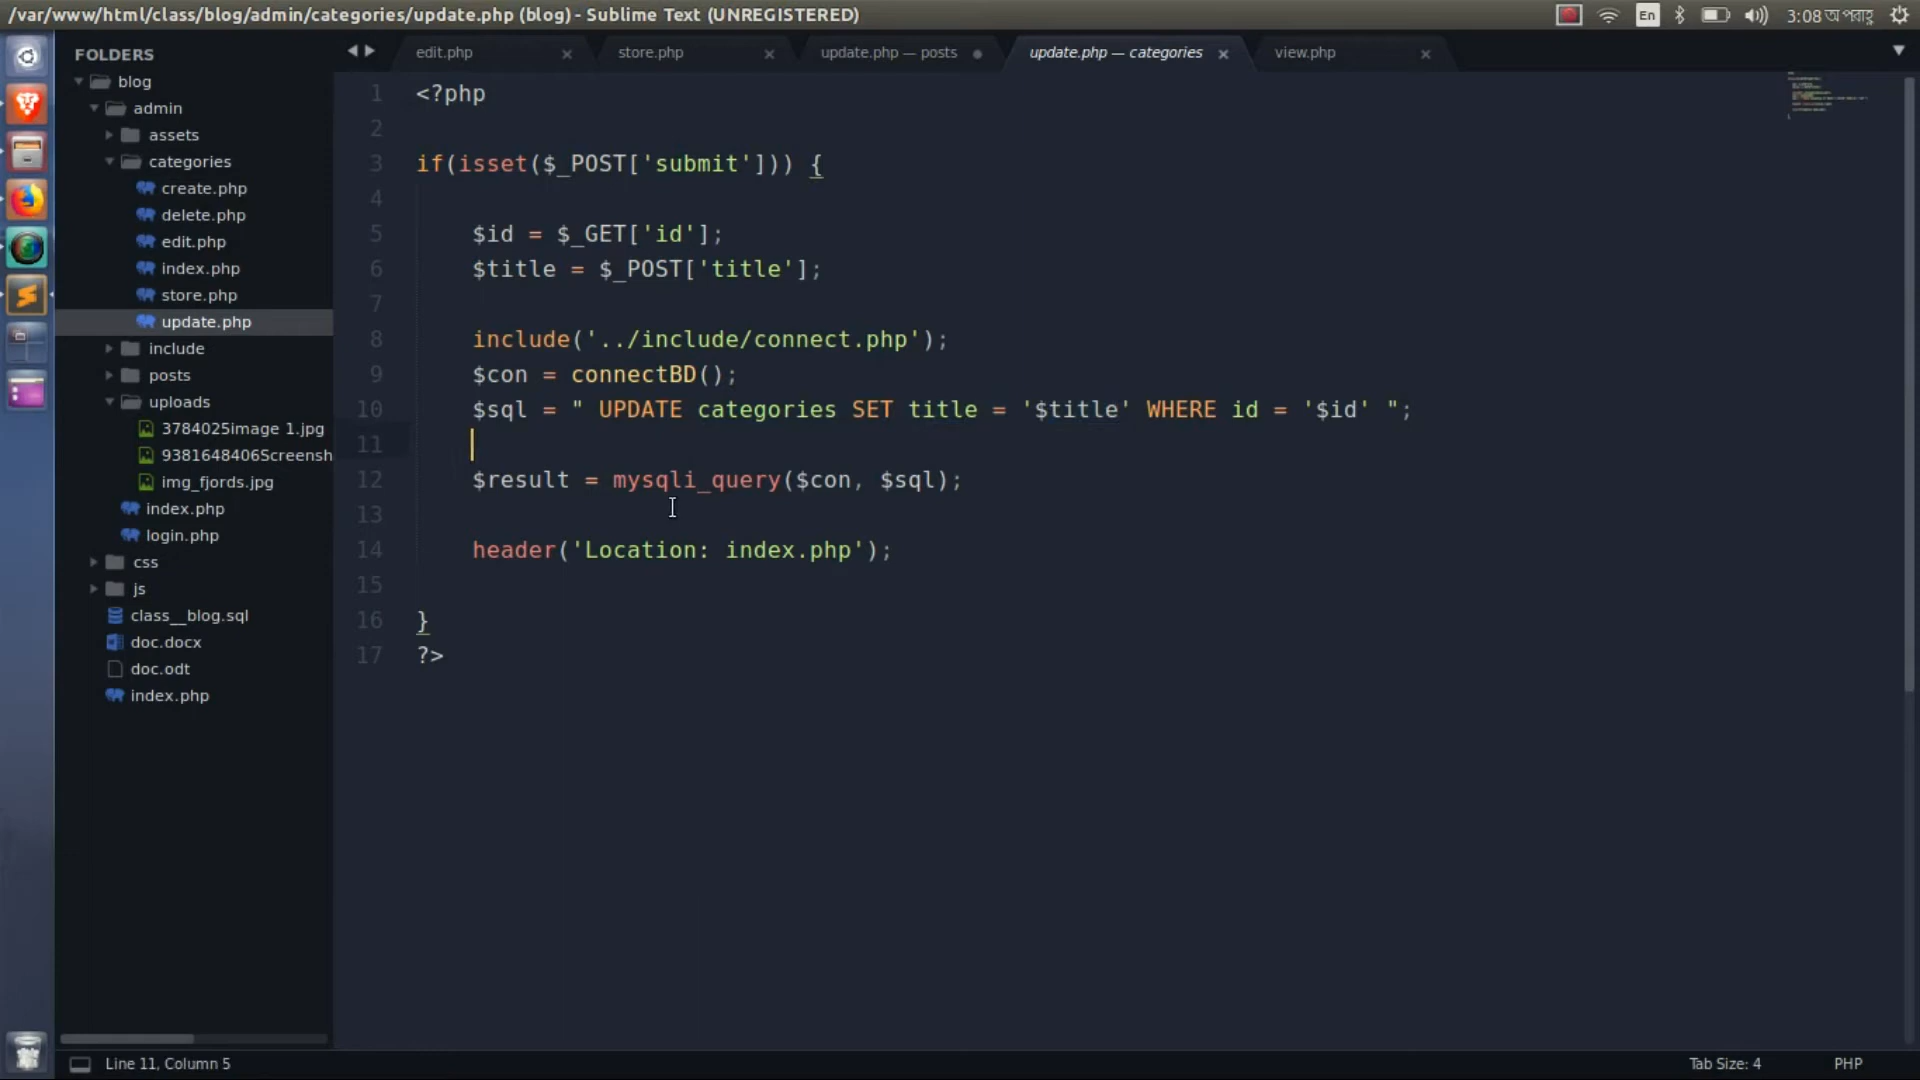 /var/www/html/class/blog/admin/categories/update.php (blog) - Sublime Text (UNREGISTERED)
En
3:08 অপরাহ্ণ
FOLDERS
blog
admin
assets
categories
create.php
delete.php
edit.php
index.php
store.php
update.php
include
posts
uploads
3784025image 1.jpg
9381648406Screensh
img_fjords.jpg
index.php
login.php
css
js
class__blog.sql
doc.docx
doc.odt
index.php
edit.php
store.php
update.php — posts
update.php — categories
view.php
1 <?php
2
3 if(isset($_POST['submit'])) {
4
5 $id = $_GET['id'];
6 $title = $_POST['title'];
7
8 include('../include/connect.php');
9 $con = connectBD();
10 $sql = " UPDATE categories SET title = '$title' WHERE id = '$id' ";
11
12 $result = mysqli_query($con, $sql);
13
14 header('Location: index.php');
15
16 }
17 ?>
Line 11, Column 5
Tab Size: 4
PHP